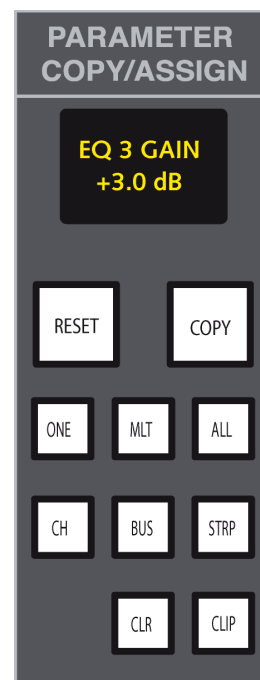 PARAMETER
COPY/ASSIGN
EQ 3 GAIN
+3.0 dB
RESET COPY
ONE MLT ALL
CH BUS STRP
CLR CLIP